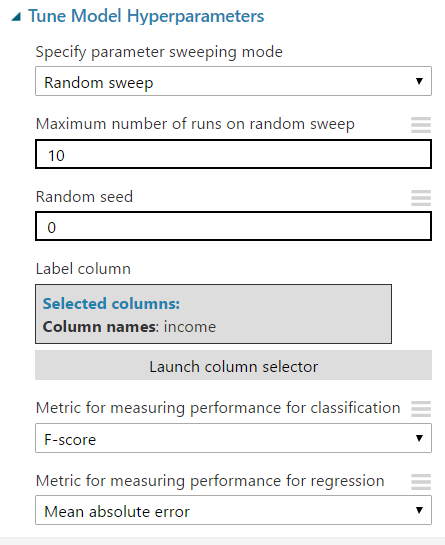 Tune Model Hyperparameters
Specify parameter sweeping mode
Random sweep
Maximum number of runs on random sweep
10
Random seed
0
Label column
Selected columns:
Column names: income
Launch column selector
Metric for measuring performance for classification
F-score
Metric for measuring performance for regression
Mean absolute error